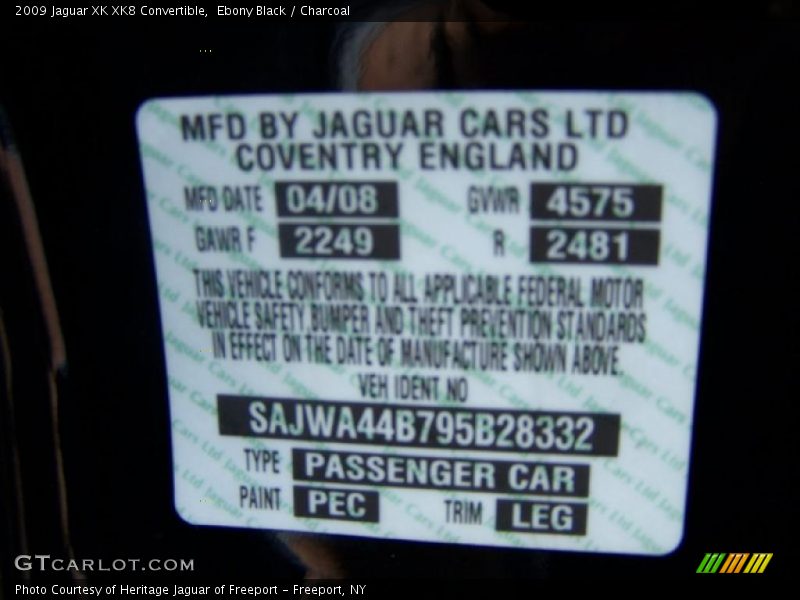 2009 Jaguar XK XK8 Convertible,  Ebony Black / Charcoal
MFD BY JAGUAR CARS LTD
COVENTRY ENGLAND
MFD DATE 04/08 GVWR 4575
GAWR F 2249 R 2481
THIS VEHICLE CONFORMS TO ALL APPLICABLE FEDERAL MOTOR
VEHICLE SAFETY,BUMPER AND THEFT PREVENTION STANDARDS
IN EFFECT ON THE DATE OF MANUFACTURE SHOWN ABOVE.
VEH IDENT NO
SAJWA44B795B28332
TYPE PASSENGER CAR
PAINT PEC TRIM LEG
GTCARLOT.COM
Photo Courtesy of Heritage Jaguar of Freeport – Freeport, NY